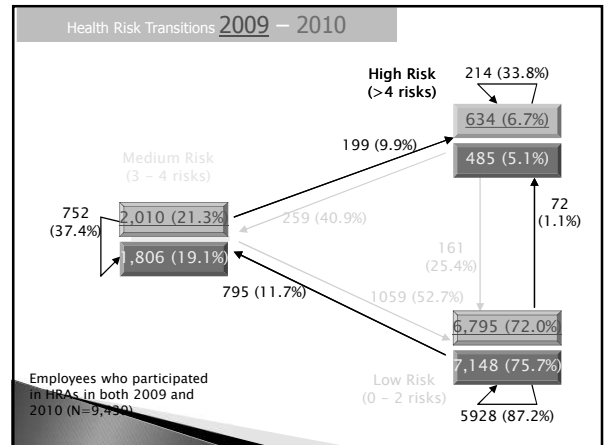 Health Risk Transitions 2009 – 2010
High Risk
(>4 risks)
214 (33.8%)
634 (6.7%)
485 (5.1%)
199 (9.9%)
Medium Risk
(3 – 4 risks)
752
(37.4%)
2,010 (21.3%)
1,806 (19.1%)
259 (40.9%)
72
(1.1%)
161
(25.4%)
795 (11.7%)
1059 (52.7%)
6,795 (72.0%)
7,148 (75.7%)
Low Risk
(0 – 2 risks)
5928 (87.2%)
Employees who participated
in HRAs in both 2009 and
2010 (N=9,439)